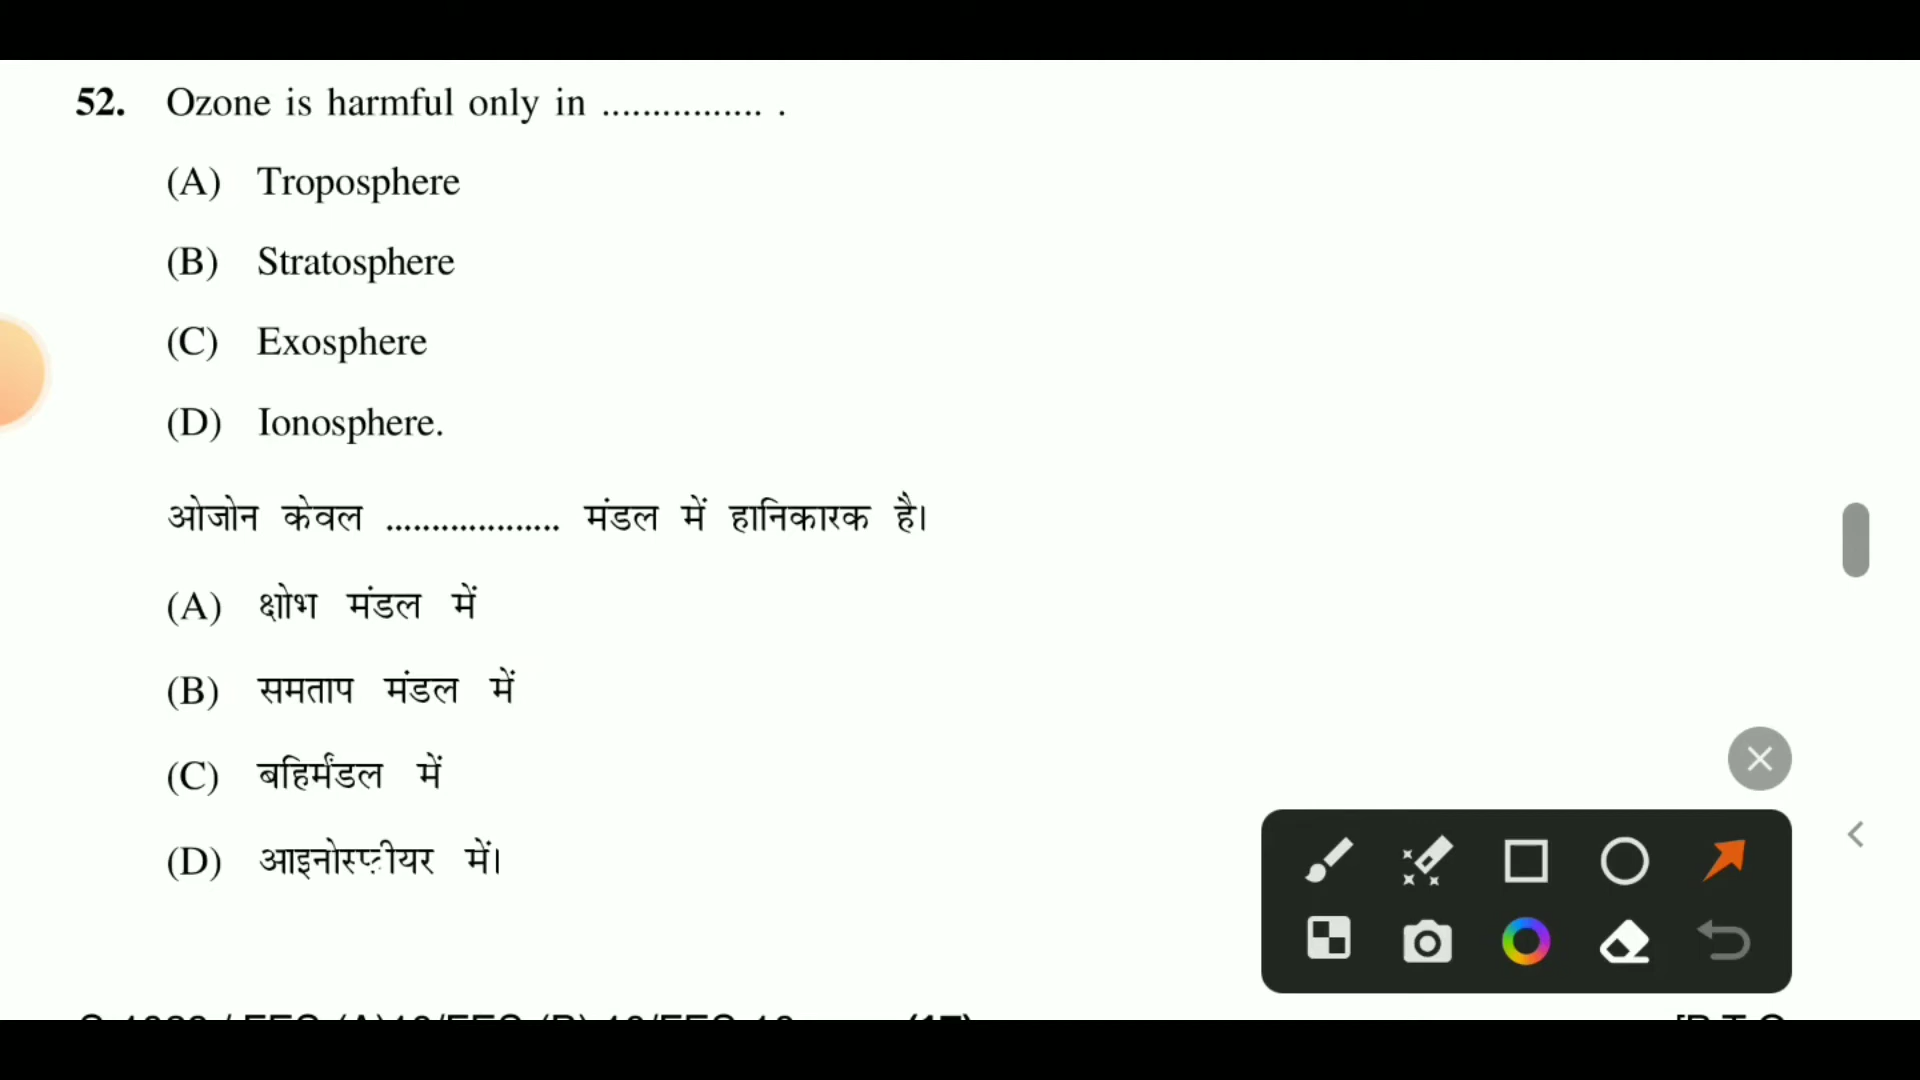 52. Ozone is harmful only in ................ .
(A) Troposphere
(B) Stratosphere
(C) Exosphere
(D) Ionosphere.
ओजोन केवल ................... मंडल में हानिकारक है।
(A) क्षोभ मंडल में
(B) समताप मंडल में
(C) बहिर्मंडल में
(D) आइनोस्फ़ीयर में।